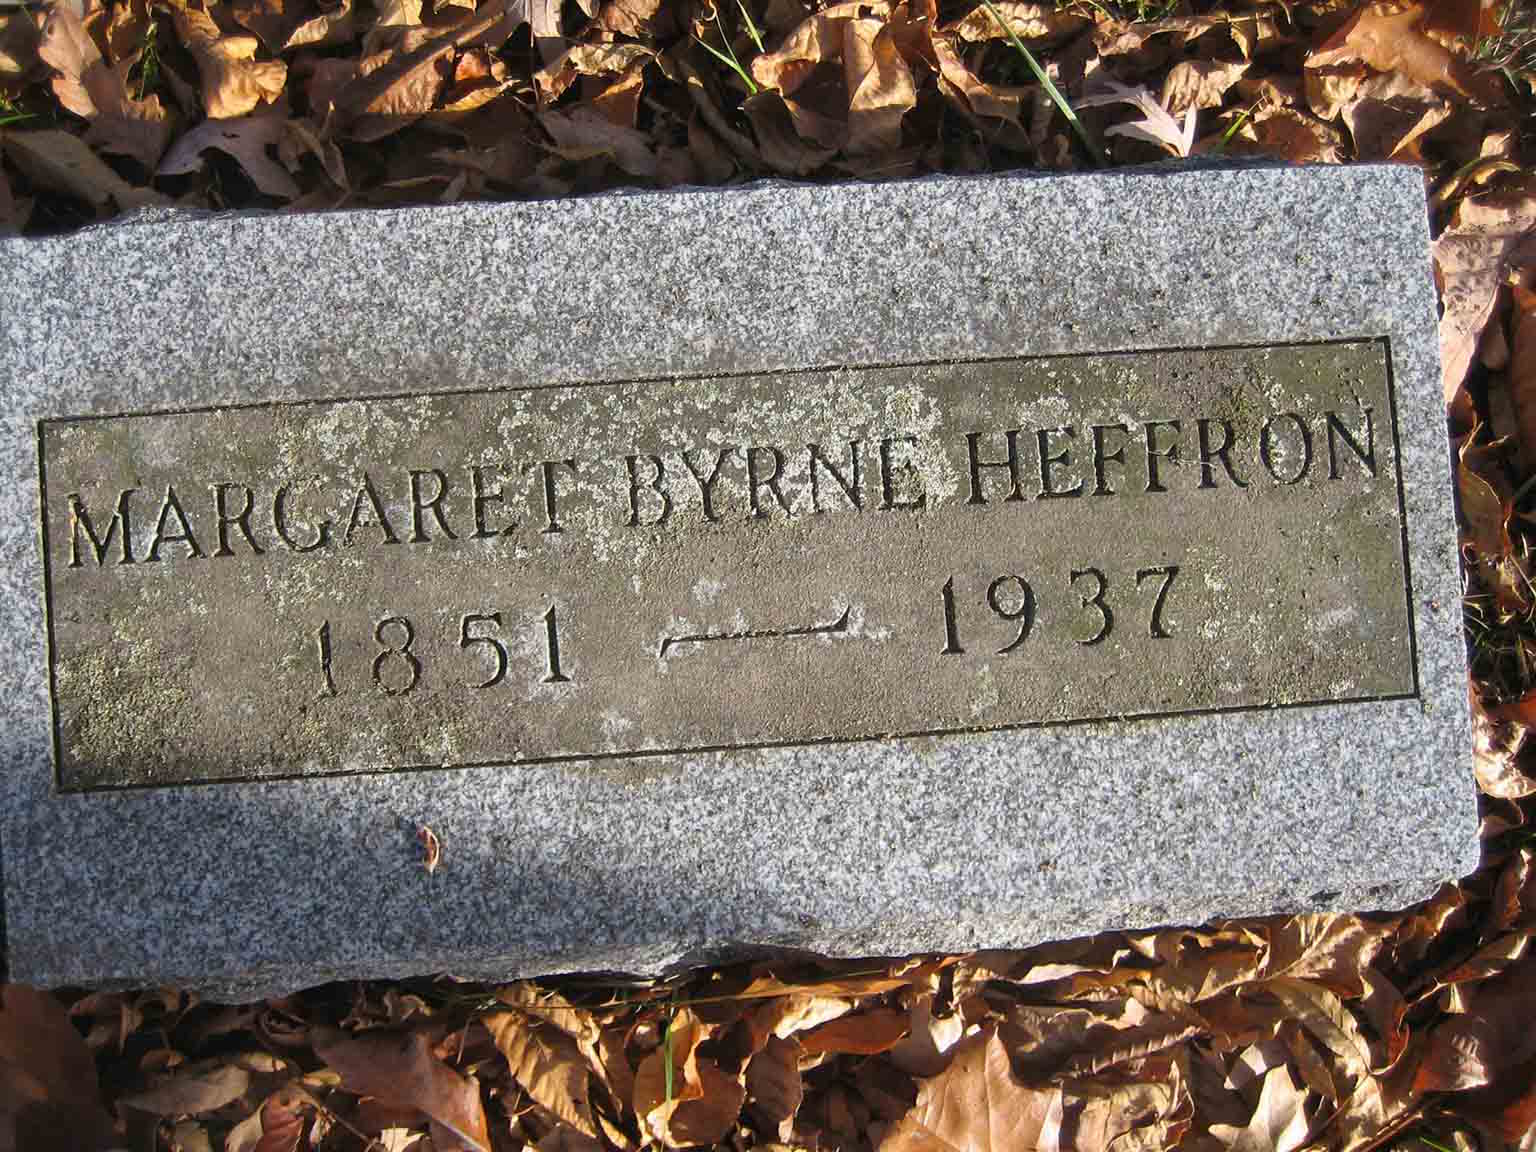 MARGARET BYRNE HEFFRON
1851 — 1937